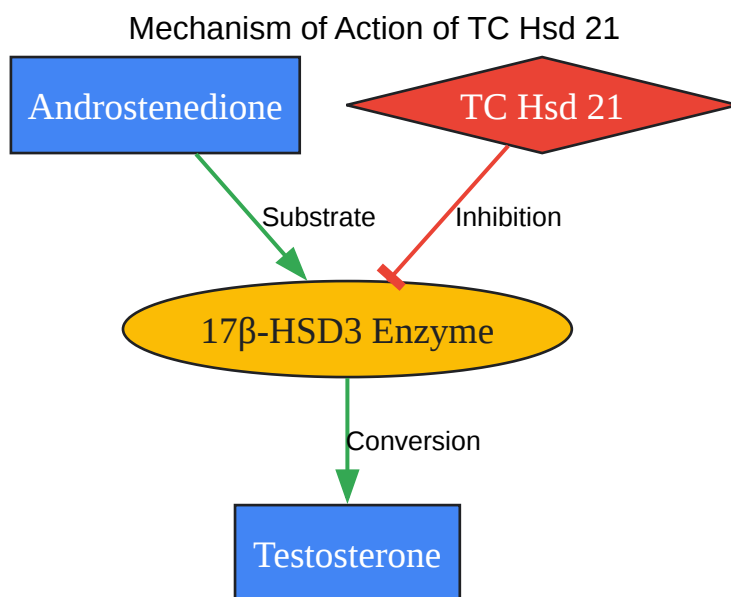 Mechanism of Action of TC Hsd 21
Androstenedione
TC Hsd 21
Substrate
Inhibition
17β-HSD3 Enzyme
Conversion
Testosterone